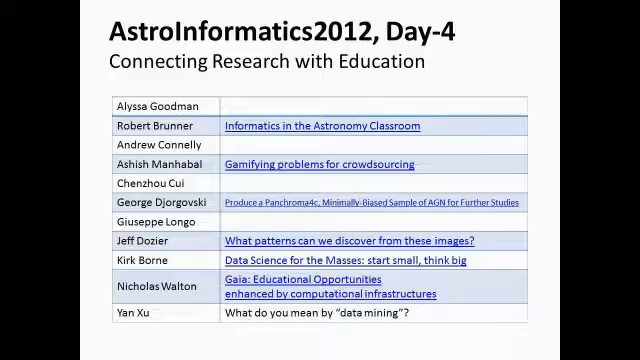 AstroInformatics2012, Day-4
Connecting Research with Education
Alyssa Goodman
Robert Brunner Informatics in the Astronomy Classroom
Andrew Connelly
Ashish Manhabal Gamifying problems for crowdsourcing
Chenzhou Cui
George Djorgovski Produce a Panchroma4c, Minimally-Biased Sample of AGN for Further Studies
Giuseppe Longo
Jeff Dozier What patterns can we discover from these images?
Kirk Borne Data Science for the Masses: start small, think big
Nicholas Walton Gaia: Educational Opportunities
enhanced by computational infrastructures
Yan Xu What do you mean by “data mining”?